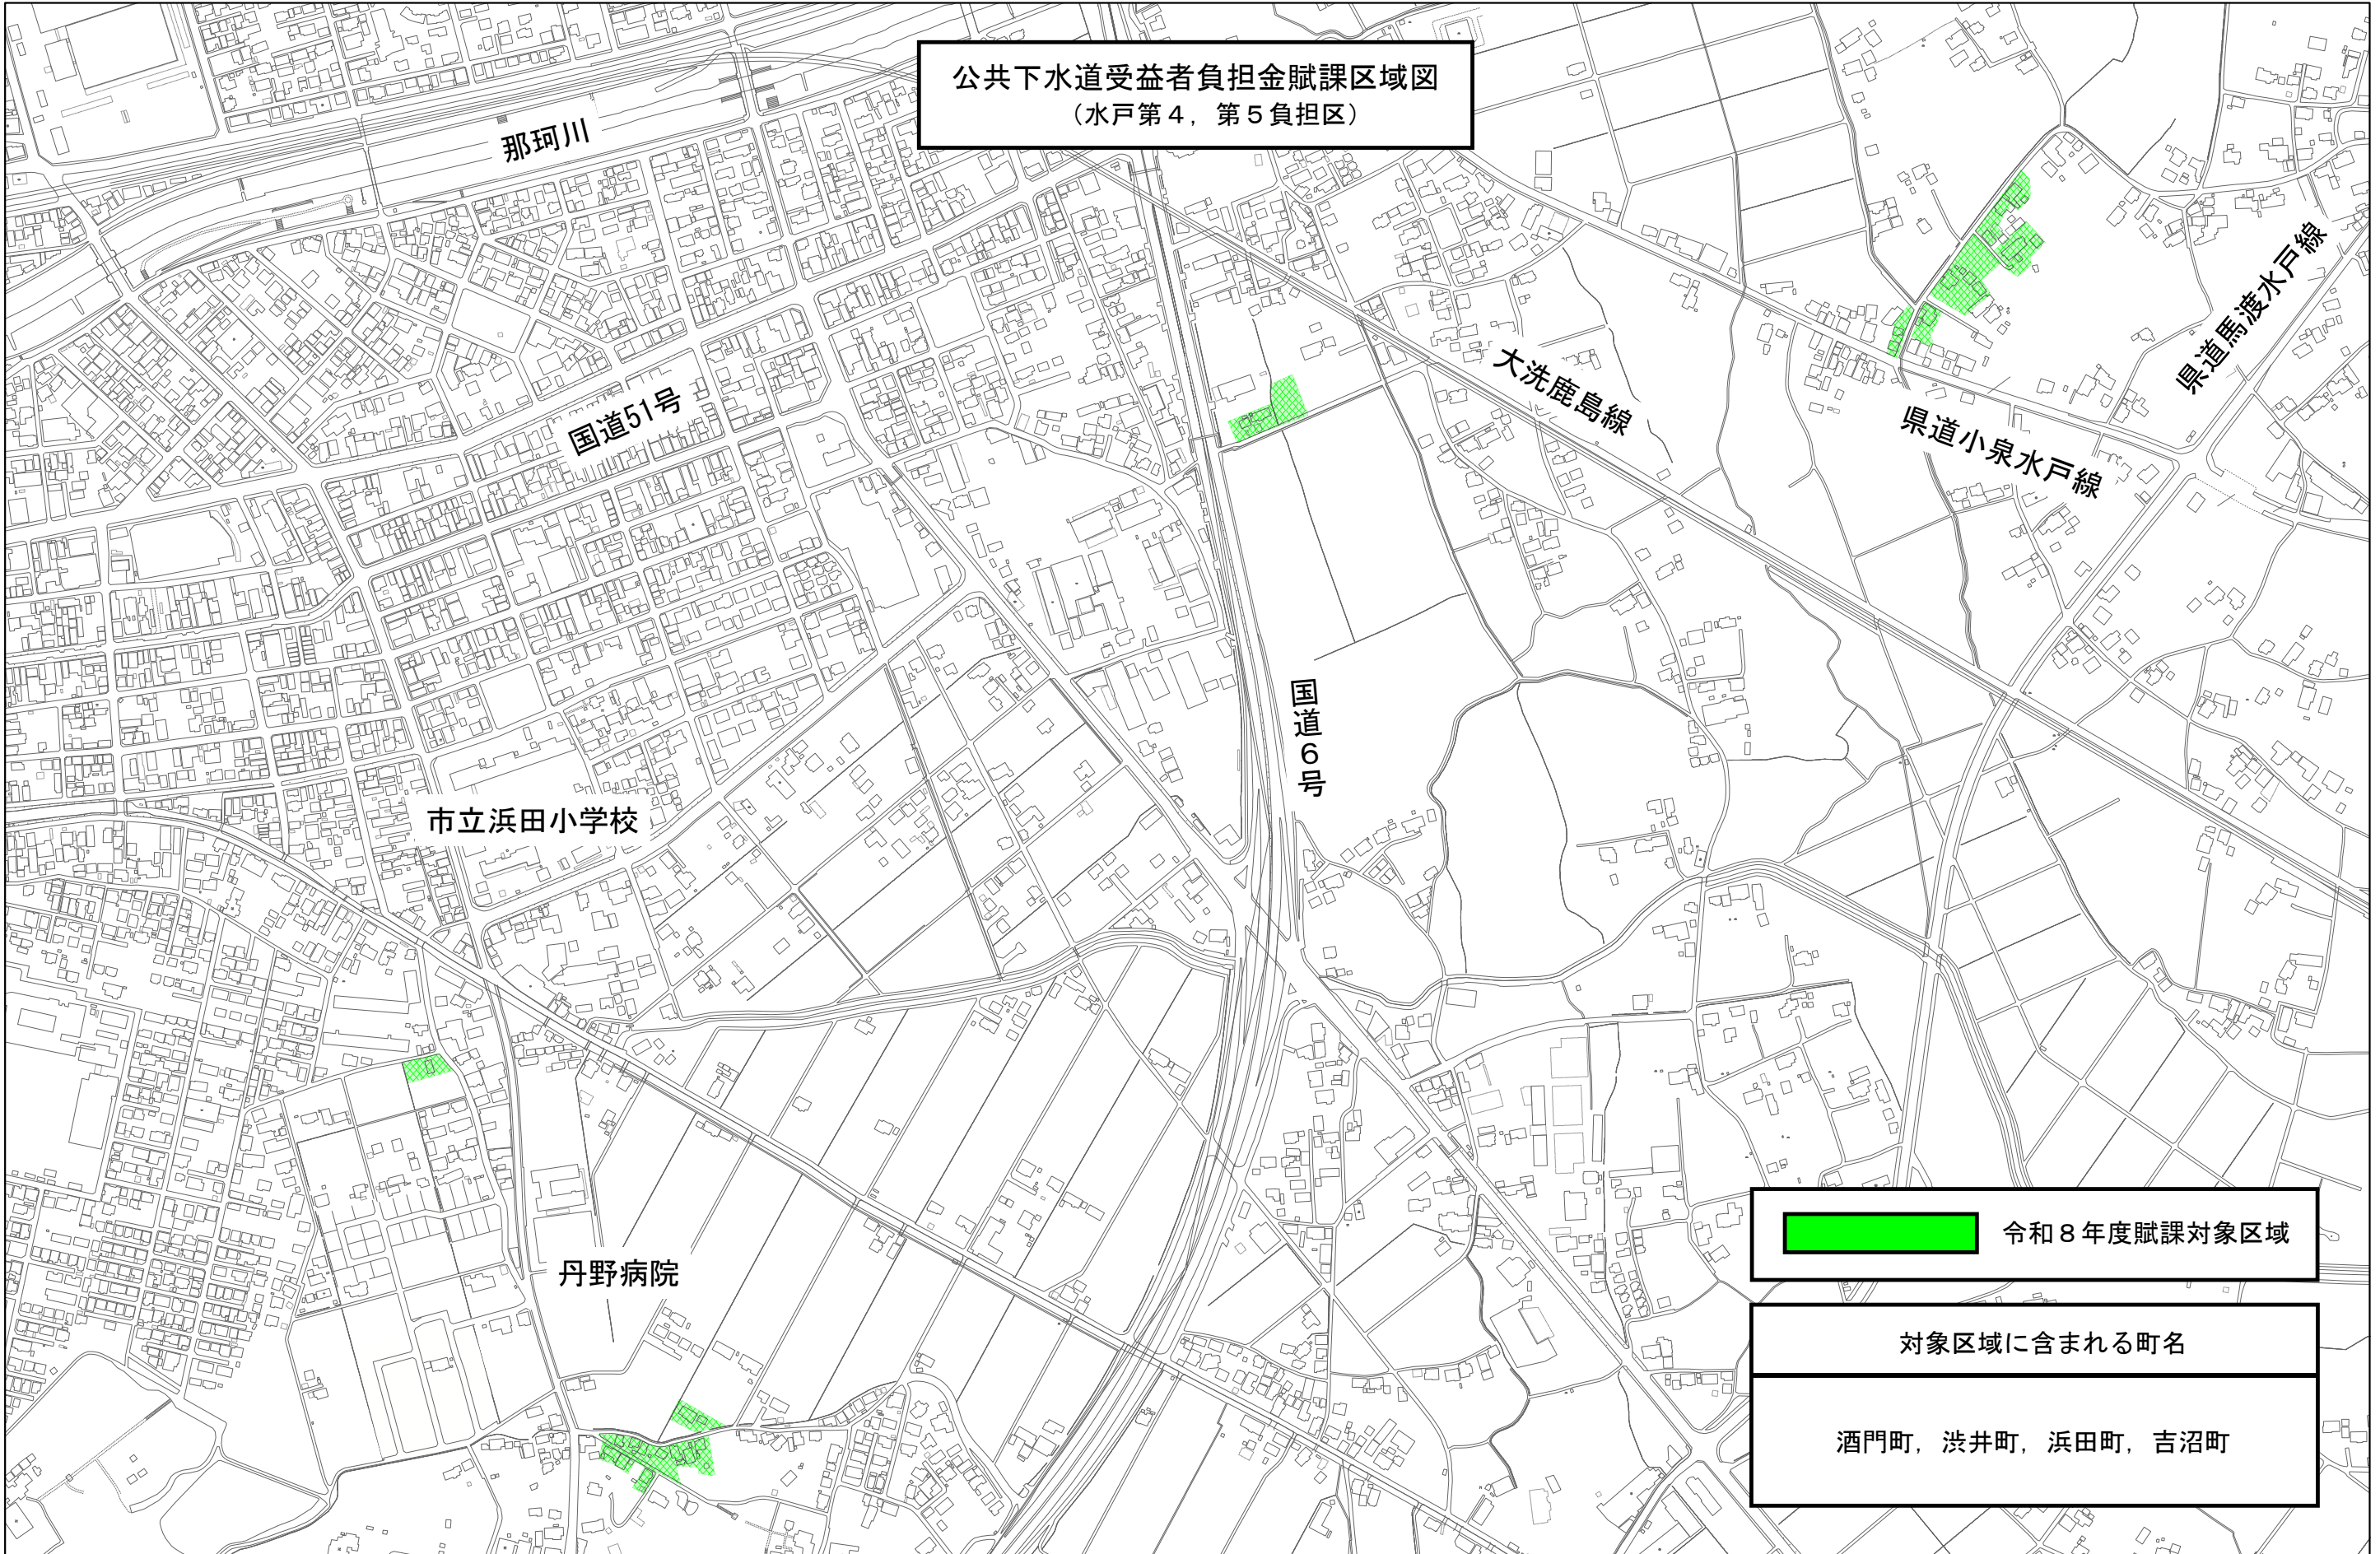 公共下水道受益者負担金賦課区域図
（水戸第４，第５負担区）
那珂川
国道51号
大洗鹿島線
県道馬渡水戸線
県道小泉水戸線
国道６号
市立浜田小学校
丹野病院
令和８年度賦課対象区域
対象区域に含まれる町名
酒門町，渋井町，浜田町，吉沼町